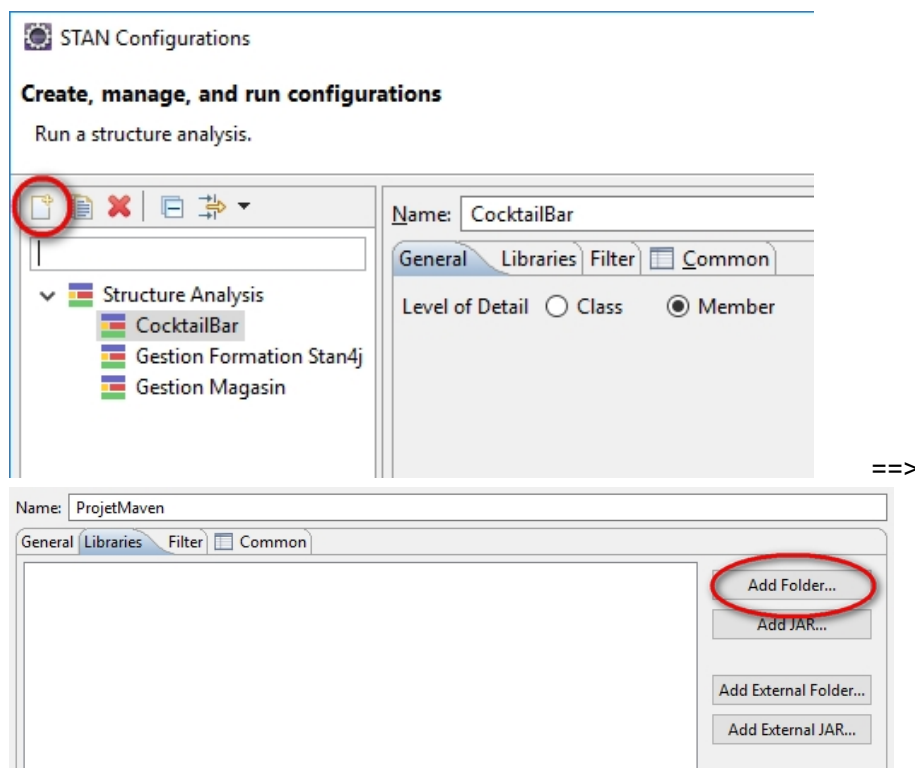 STAN Configurations
Create, manage, and run configurations
Run a structure analysis.
Name: CocktailBar
General Libraries Filter Common
Level of Detail Class Member
Structure Analysis
CocktailBar
Gestion Formation Stan4j
Gestion Magasin
==>
Name: ProjetMaven
General Libraries Filter Common
Add Folder...
Add JAR...
Add External Folder...
Add External JAR...